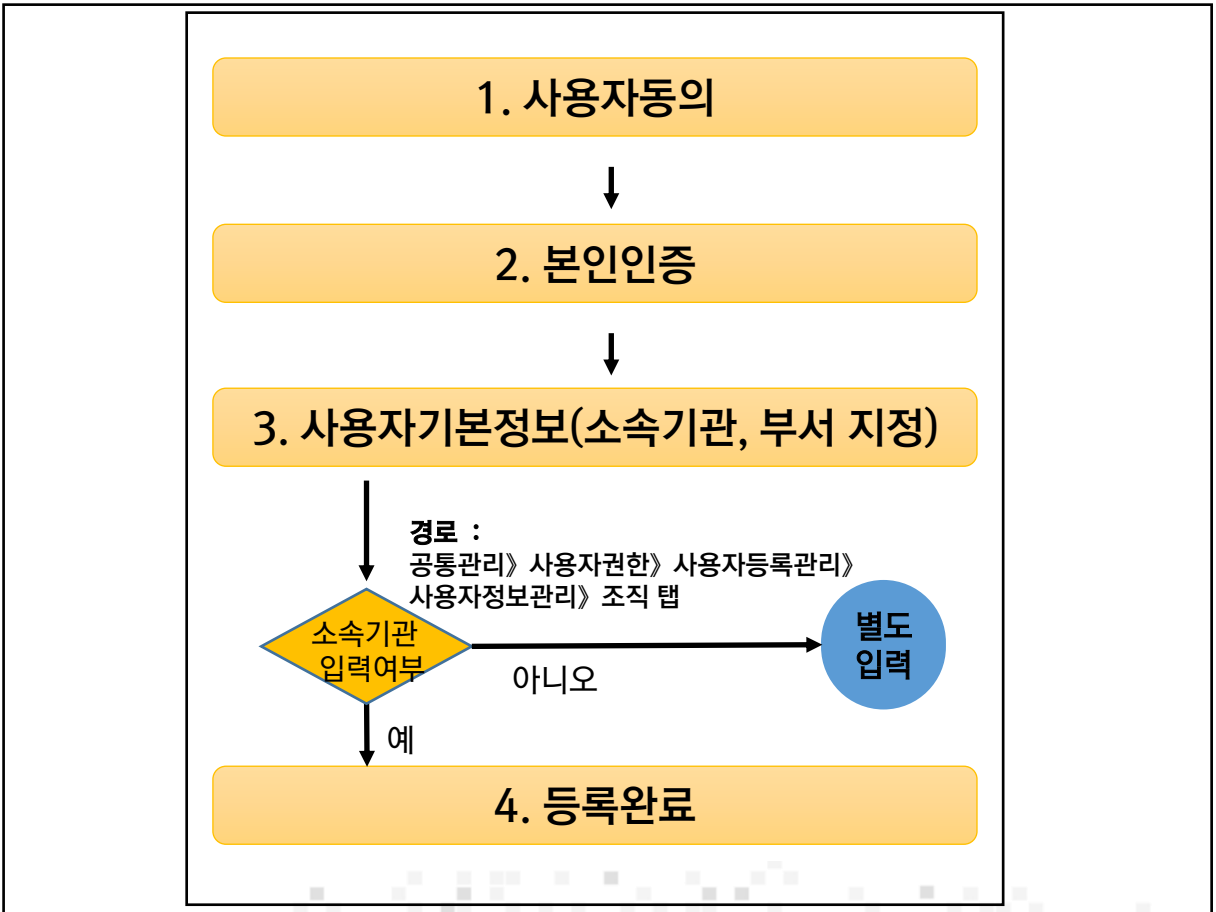 1. 사용자동의
2. 본인인증
3. 사용자기본정보(소속기관, 부서 지정)
경로 :
공통관리》사용자권한》사용자등록관리》
사용자정보관리》조직 탭
소속기관
입력여부
아니오
별도
입력
예
4. 등록완료